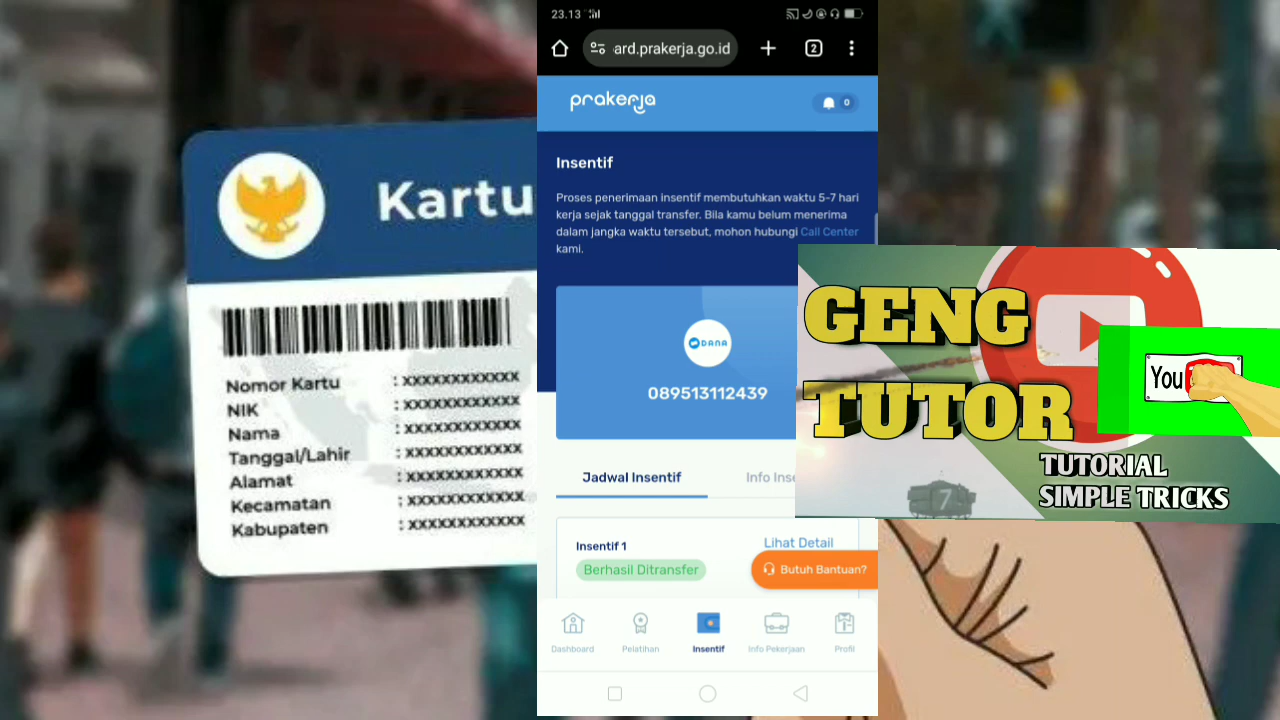 Kartu
Nomor Kartu : xxxxxxxxxxxx
NIK : xxxxxxxxxxxx
Nama : xxxxxxxxxxxx
Tanggal/Lahir : xxxxxxxxxxxx
Alamat : xxxxxxxxxxxx
Kecamatan : xxxxxxxxxxxx
Kabupaten : xxxxxxxxxxxx
23.13
ard.prakerja.go.id
2
prakerja
0
Insentif
Proses penerimaan insentif membutuhkan waktu 5-7 hari
kerja sejak tanggal transfer. Bila kamu belum menerima
dalam jangka waktu tersebut, mohon hubungi Call Center
kami.
DANA
089513112439
Jadwal Insentif
Info Inse
Insentif 1
Lihat Detail
Berhasil Ditransfer
Butuh Bantuan?
Dashboard
Pelatihan
Insentif
Info Pekerjaan
Profil
GENG
TUTOR
You
7
TUTORIAL
SIMPLE TRICKS